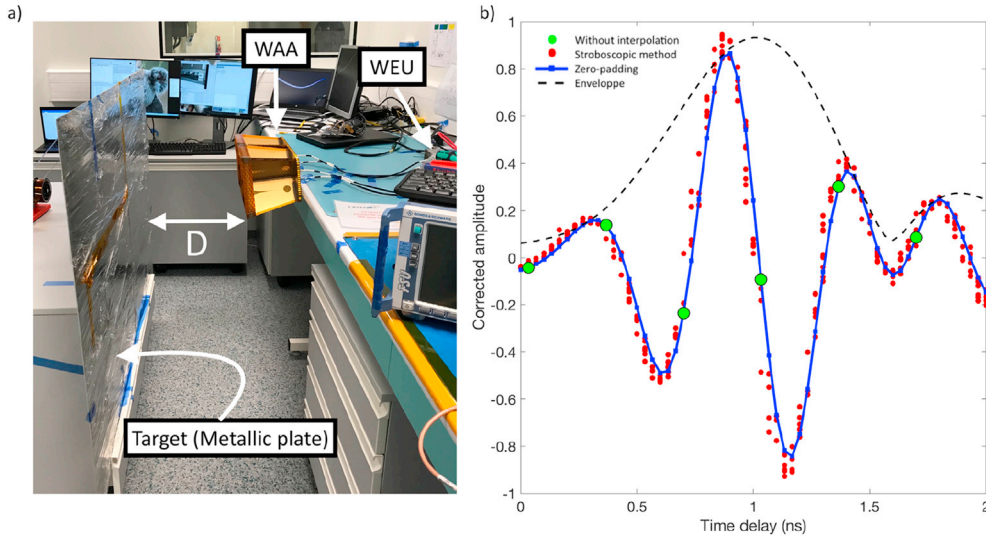 a)
WAA
WEU
D
Target (Metallic plate)
b)
Without interpolation
Stroboscopic method
Zero-padding
Enveloppe
Corrected amplitude
1
0.8
0.6
0.4
0.2
0
-0.2
-0.4
-0.6
-0.8
-1
0 0.5 1 1.5 2
Time delay (ns)